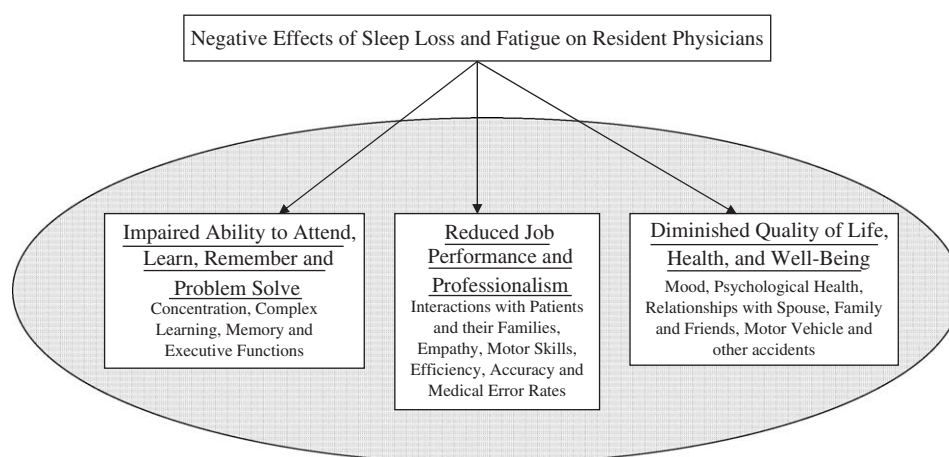 Negative Effects of Sleep Loss and Fatigue on Resident Physicians
Impaired Ability to Attend,
Learn, Remember and
Problem Solve
Concentration, Complex
Learning, Memory and
Executive Functions
Reduced Job
Performance and
Professionalism
Interactions with Patients
and their Families,
Empathy, Motor Skills,
Efficiency, Accuracy and
Medical Error Rates
Diminished Quality of Life,
Health, and Well-Being
Mood, Psychological Health,
Relationships with Spouse, Family
and Friends, Motor Vehicle and
other accidents